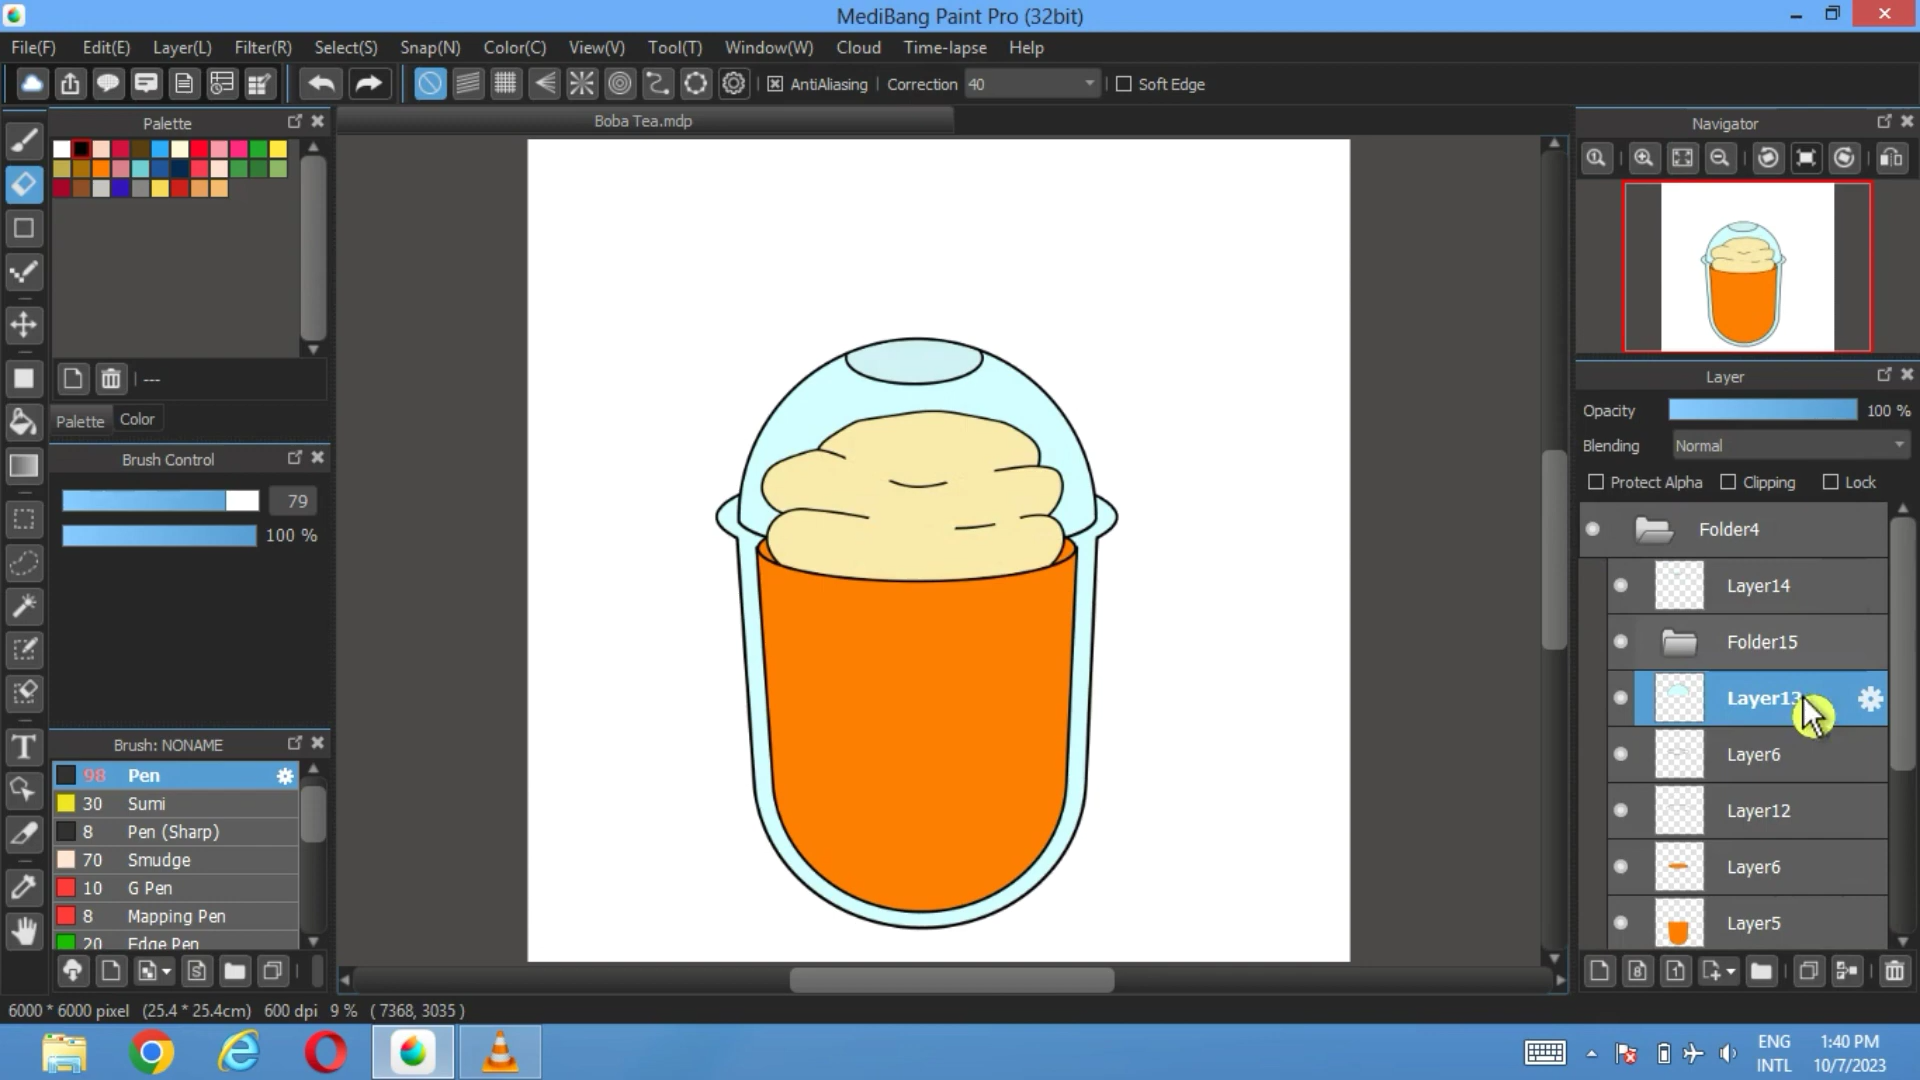 MediBang Paint Pro (32bit)
File(F) Edit(E) Layer(L) Filter(R) Select(S) Snap(N) Color(C) View(V) Tool(T) Window(W) Cloud Time-lapse Help
AntiAliasing Correction 40 Soft Edge
Palette
Boba Tea.mdp
Navigator
---
Palette Color
Brush Control
79
100 %
Brush: NONAME
98 Pen
30 Sumi
8 Pen (Sharp)
70 Smudge
10 G Pen
8 Mapping Pen
20 Edge Pen
Layer
Opacity 100 %
Blending Normal
Protect Alpha Clipping Lock
Folder4
Layer14
Folder15
Layer13
Layer6
Layer12
Layer6
Layer5
6000 * 6000 pixel (25.4 * 25.4cm) 600 dpi 9 % ( 7368, 3035 )
ENG
INTL
1:40 PM
10/7/2023